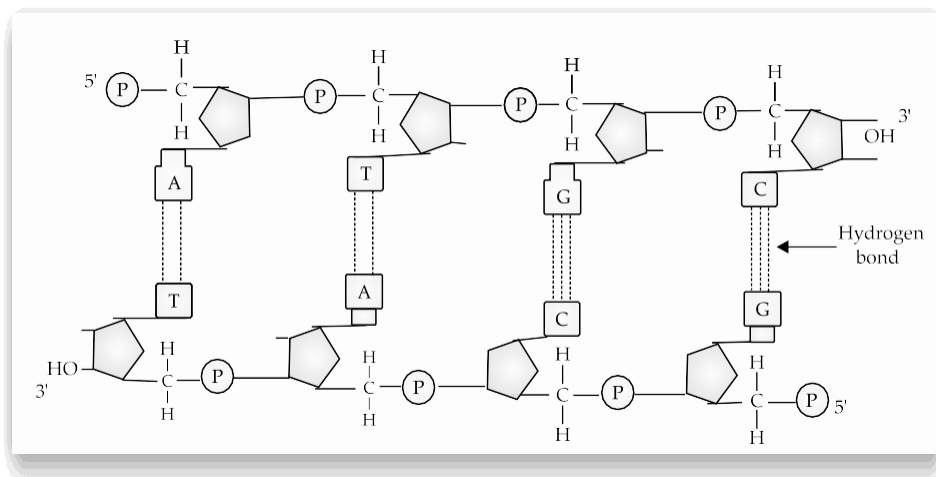 H H H H
5' P C P C P C P C 3'
OH
H H H H
A T G C
Hydrogen
bond
T A C G
HO H H H H
3' C P C P C P C P 5'
H H H H